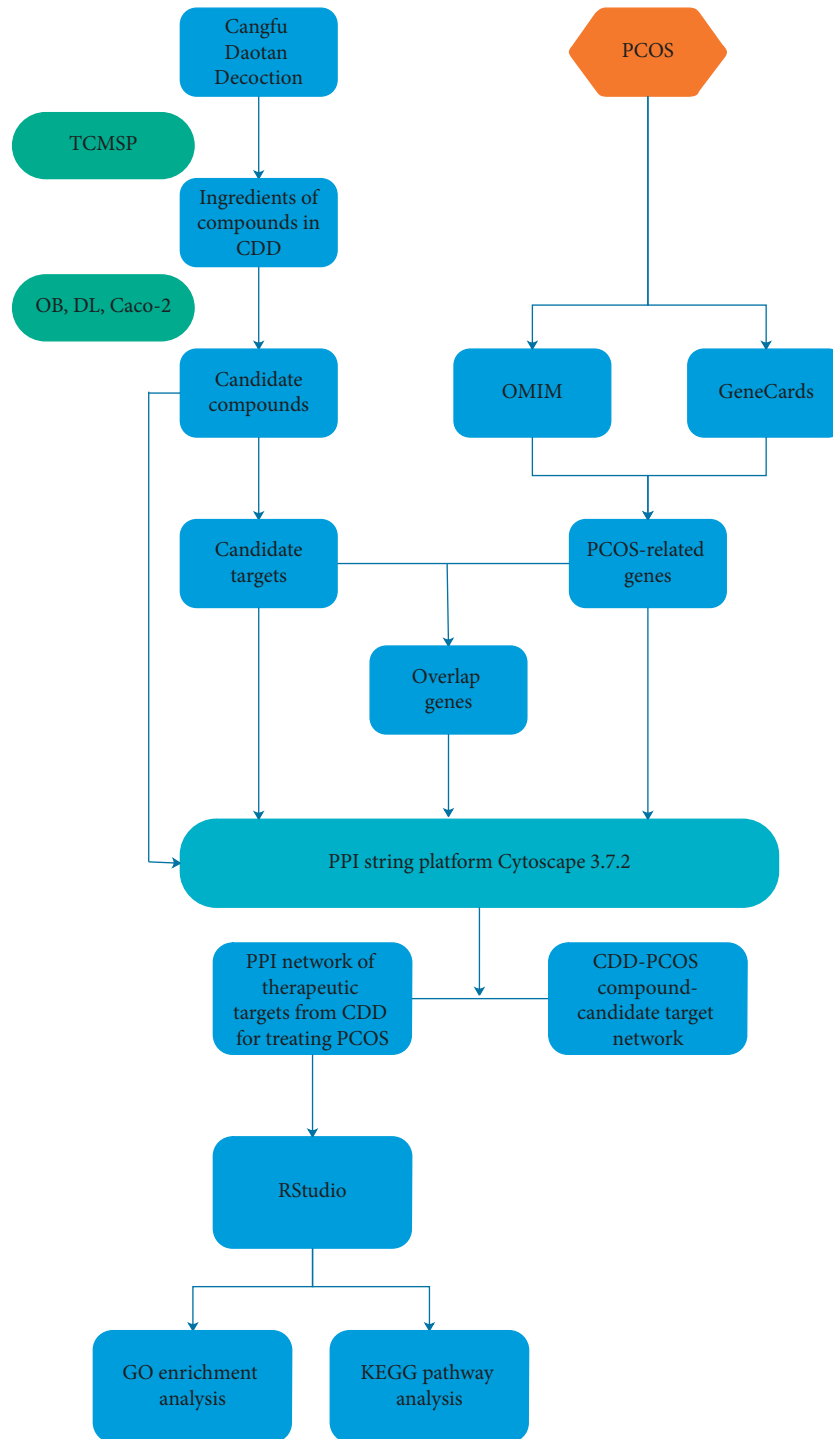 Cangfu
Daotan
Decoction
PCOS
TCMSP
Ingredients of
compounds in
CDD
OB, DL, Caco-2
Candidate
compounds
OMIM
GeneCards
Candidate
targets
PCOS-related
genes
Overlap
genes
PPI string platform Cytoscape 3.7.2
PPI network of
therapeutic
targets from CDD
for treating PCOS
CDD-PCOS
compound-
candidate target
network
RStudio
GO enrichment
analysis
KEGG pathway
analysis